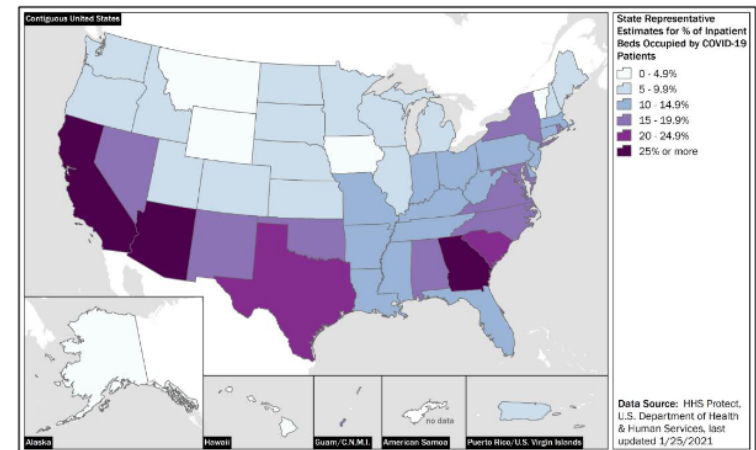 Contiguous United States
State Representative
Estimates for % of Inpatient
Beds Occupied by COVID-19
Patients
0 - 4.9%
5 - 9.9%
10 - 14.9%
15 - 19.9%
20 - 24.9%
25% or more
no data
Alaska
Hawaii
Guam/C.N.M.I.
American Samoa
Puerto Rico/U.S. Virgin Islands
Data Source: HHS Protect,
U.S. Department of Health
& Human Services, last
updated 1/25/2021